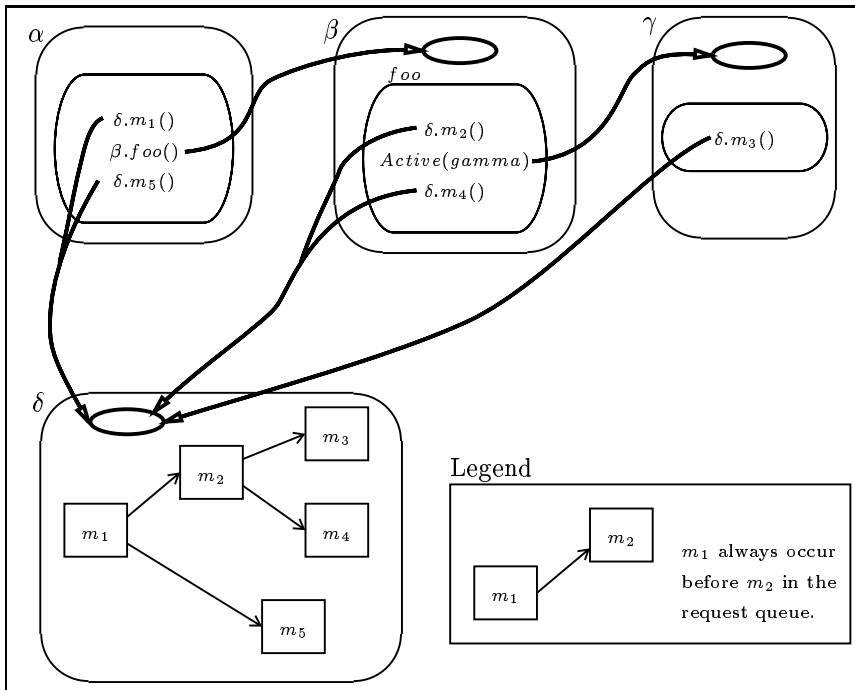 α
β
γ
foo
δ.m₁()
β.foo()
δ.m₅()
δ.m₂()
Active(gamma)
δ.m₄()
δ.m₃()
δ
m₃
m₂
m₁
m₄
m₅
Legend
m₂
m₁
m₁ always occur
before m₂ in the
request queue.